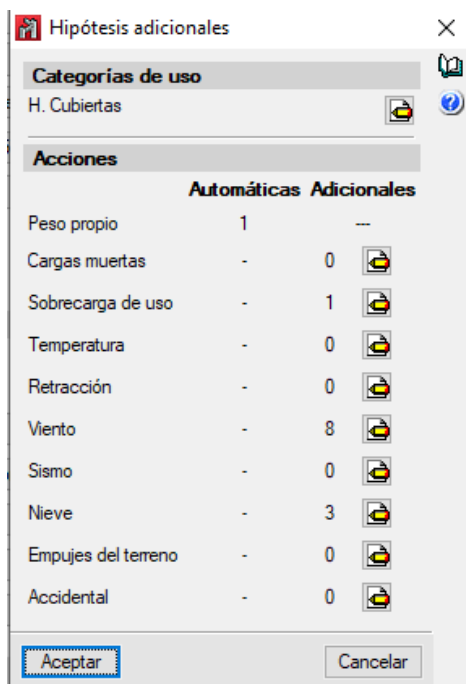 Hipótesis adicionales
Categorías de uso
H. Cubiertas
Acciones
Automáticas Adicionales
Peso propio 1 ---
Cargas muertas - 0
Sobrecarga de uso - 1
Temperatura - 0
Retracción - 0
Viento - 8
Sismo - 0
Nieve - 3
Empujes del terreno - 0
Accidental - 0
Aceptar Cancelar